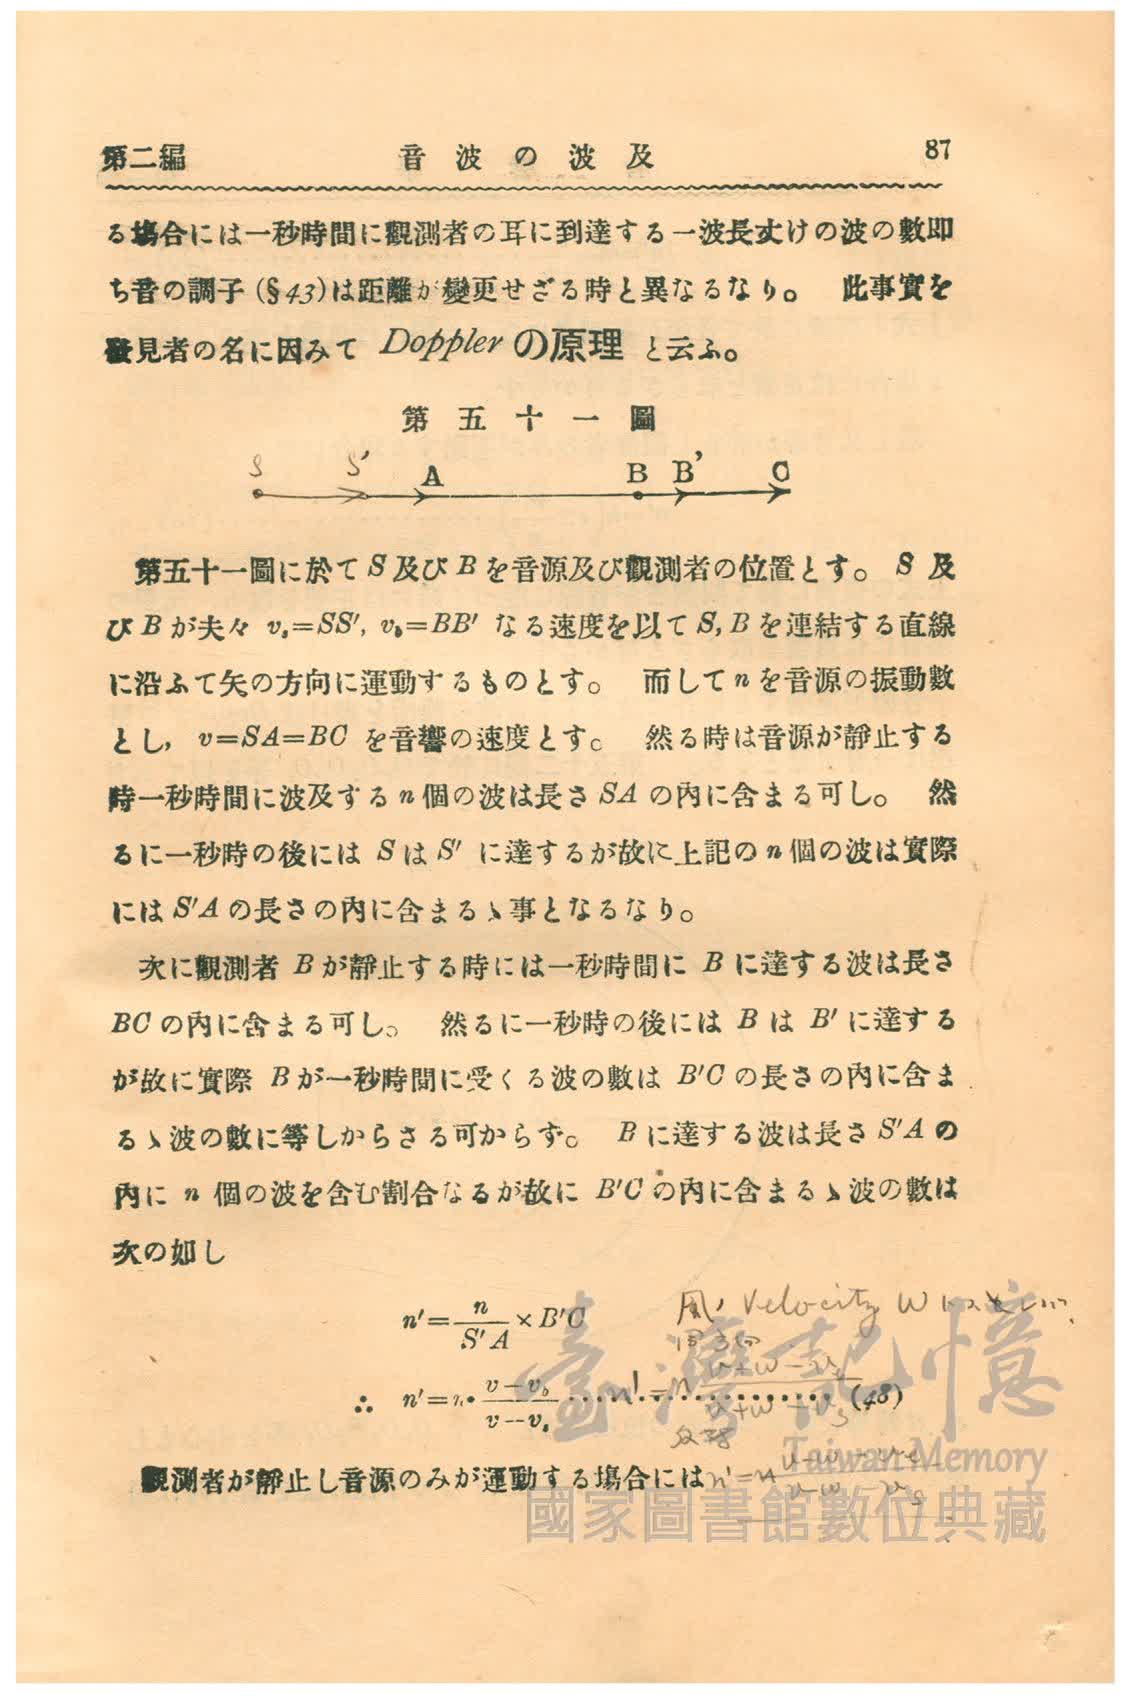 第二編 音波の波及 87
る場合には一秒時間に觀測者の耳に到達する一波長丈けの波の數即
ち音の調子(§43)は距離が變更せざる時と異なるなり。 此事實を
發見者の名に因みて Doppler の原理 と云ふ。
第五十一圖
S S′ A B B′ C
第五十一圖に於て S 及び B を音源及び觀測者の位置とす。 S 及
び B が夫々 vₛ=SS′, v_b=BB′ なる速度を以て S, B を連結する直線
に沿ふて矢の方向に運動するものとす。 而して n を音源の振動數
とし, v=SA=BC を音響の速度とす。 然る時は音源が靜止する
時一秒時間に波及する n 個の波は長さ SA の內に含まる可し。 然
るに一秒時の後には S は S′ に達するが故に上記の n 個の波は實際
には S′A の長さの內に含まるゝ事となるなり。
次に觀測者 B が靜止する時には一秒時間に B に達する波は長さ
BC の內に含まる可し。 然るに一秒時の後には B は B′ に達する
が故に實際 B が一秒時間に受くる波の數は B′C の長さの內に含ま
るゝ波の數に等しからさる可からず。 B に達する波は長さ S′A の
內に n 個の波を含む割合なるが故に B′C の內に含まるゝ波の數は
次の如し
n′ = n/S′A × B′C
風ノ Velocity W
∴ n′ = n・(v−v_b)/(v−vₛ) ……………… (48)
n′ = n
觀測者が靜止し音源のみが運動する場合には
n′ = n
臺灣記憶
Taiwan Memory
國家圖書館數位典藏